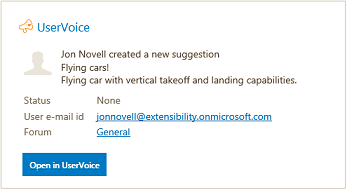 UserVoice
Jon Novell created a new suggestion
Flying cars!
Flying car with vertical takeoff and landing capabilities.
Status None
User e-mail id jonnovell@extensibility.onmicrosoft.com
Forum General
Open in UserVoice